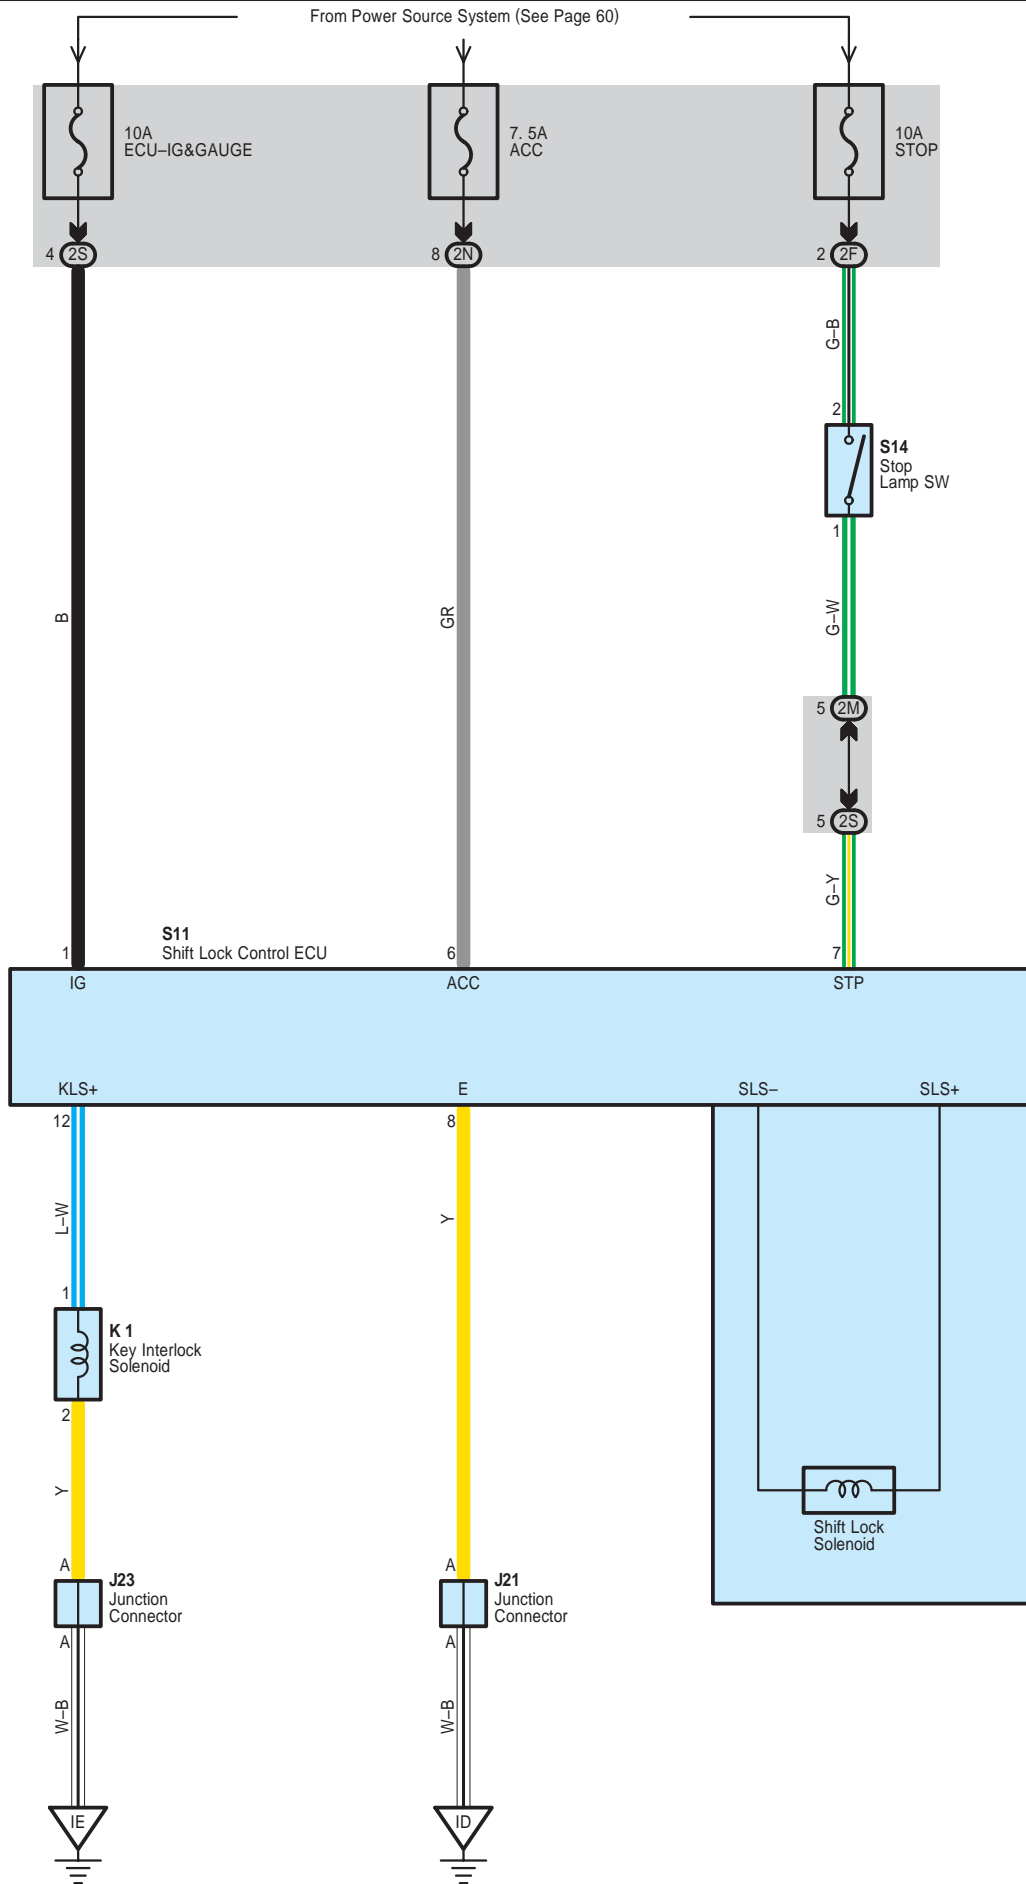 From Power Source System (See Page 60)
10A
ECU–IG&GAUGE
7. 5A
ACC
10A
STOP
4 2S
8 2N
2 2F
G–B
2
S14
Stop
Lamp SW
1
B
GR
G–W
5 2M
5 2S
G–Y
S11
Shift Lock Control ECU
1
6
7
IG
ACC
STP
KLS+
E
SLS–
SLS+
12
8
L–W
Y
1
K 1
Key Interlock
Solenoid
2
Y
Shift Lock
Solenoid
A
J23
Junction
Connector
A
A
J21
Junction
Connector
A
W–B
W–B
IE
ID